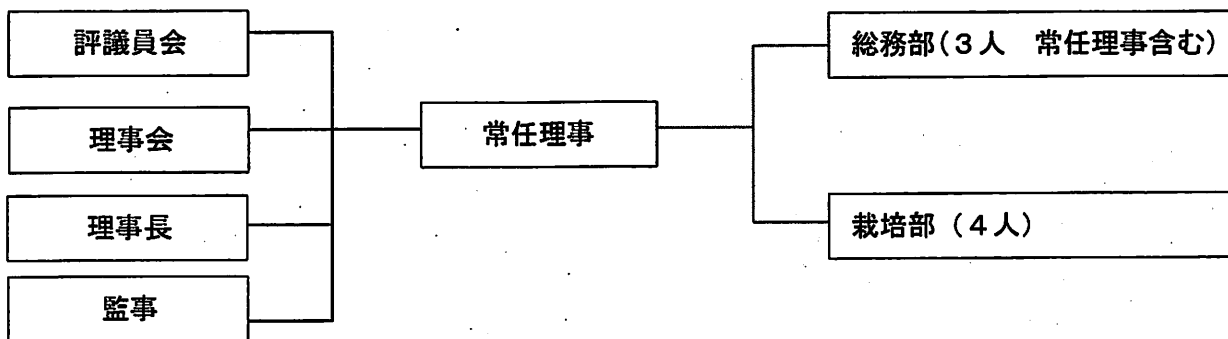 評議員会
理事会
理事長
監事
常任理事
総務部(3人 常任理事含む)
栽培部(4人)